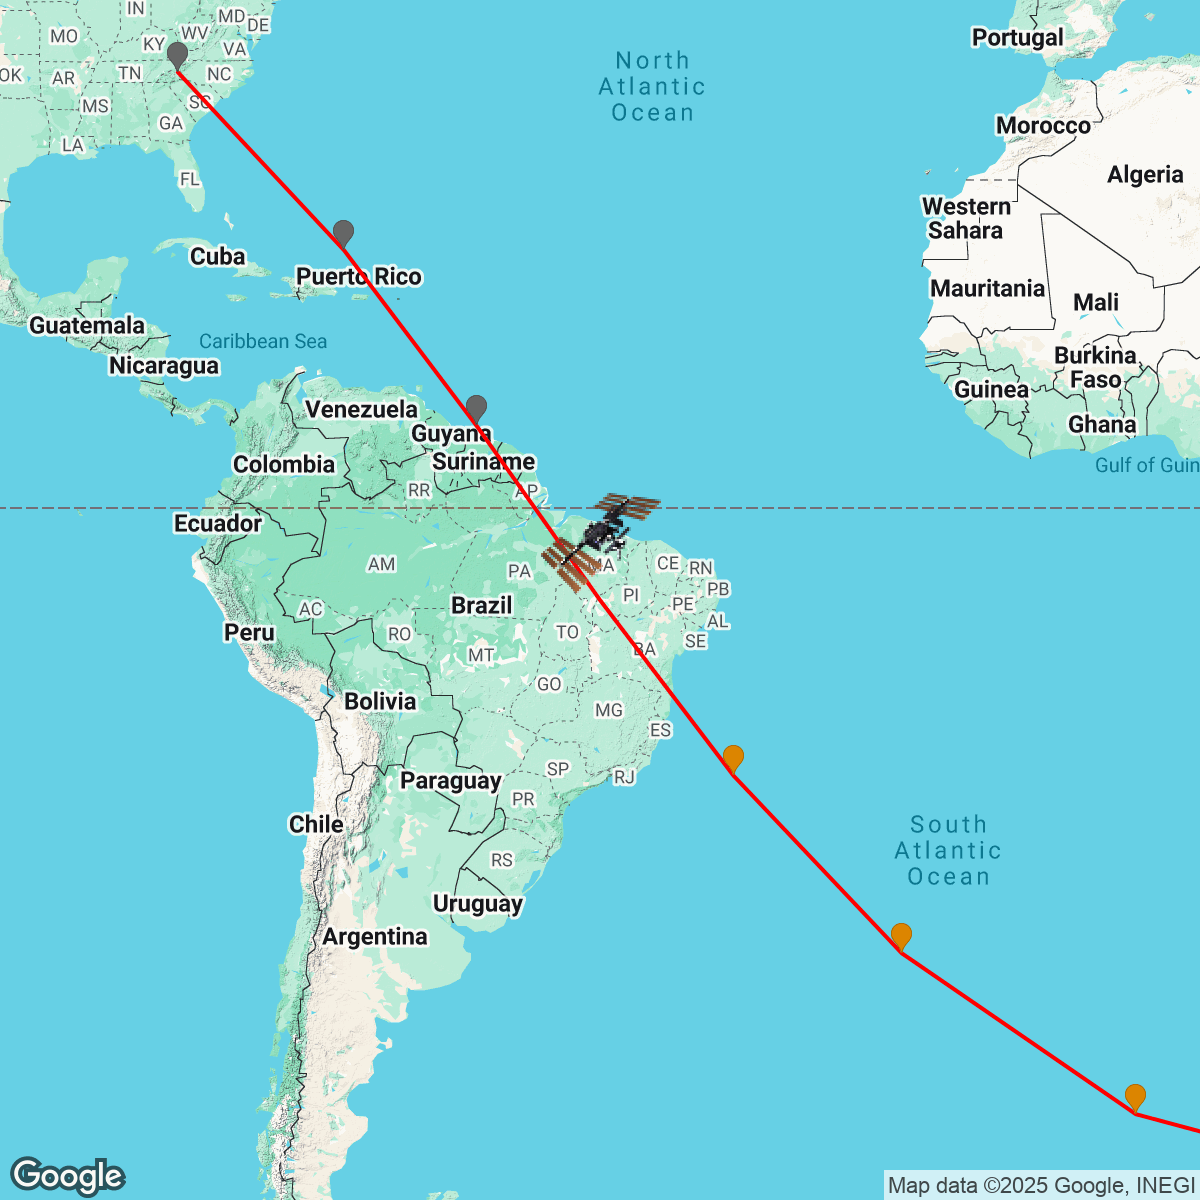 IN
MD
DE
MO
WV
KY
VA
OK
AR
TN
NC
MS
SC
GA
LA
FL
North
Atlantic
Ocean
Portugal
Morocco
Algeria
Western
Sahara
Mauritania
Mali
Burkina
Faso
Guinea
Ghana
Gulf of Guin
Cuba
Puerto Rico
Guatemala
Caribbean Sea
Nicaragua
Venezuela
Guyana
Suriname
Colombia
RR
AP
Ecuador
AM
PA
MA
CE
RN
PI
PB
PE
AL
AC
Brazil
Peru
RO
TO
SE
MT
BA
GO
Bolivia
MG
ES
SP
RJ
Paraguay
PR
Chile
RS
South
Atlantic
Ocean
Uruguay
Argentina
Google
Map data ©2025 Google, INEGI